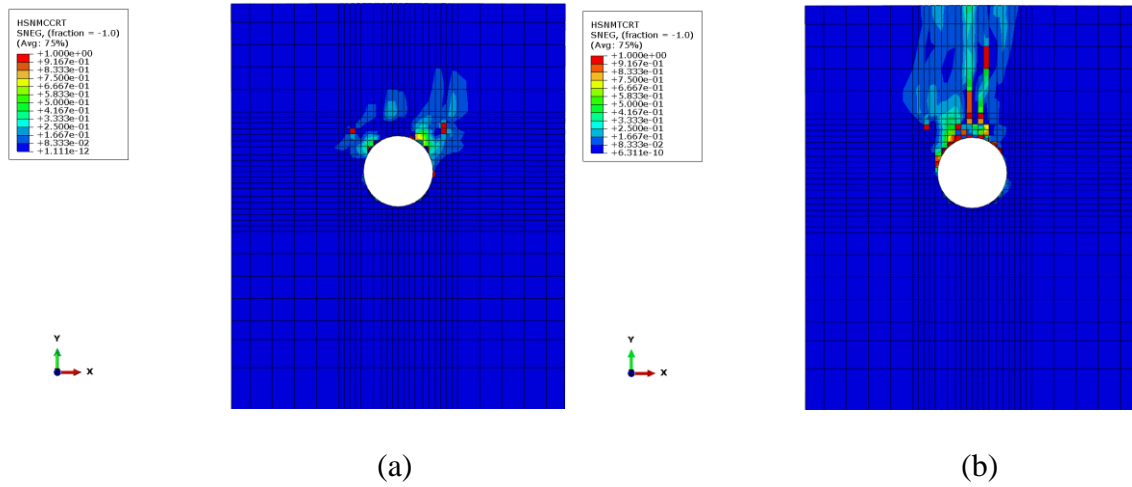 HSNMCCRT
SNEG, (fraction = -1.0)
(Avg: 75%)
+1.000e+00
+9.167e-01
+8.333e-01
+7.500e-01
+6.667e-01
+5.833e-01
+5.000e-01
+4.167e-01
+3.333e-01
+2.500e-01
+1.667e-01
+8.333e-02
+1.111e-12
Y
X
HSNMTCRT
SNEG, (fraction = -1.0)
(Avg: 75%)
+1.000e+00
+9.167e-01
+8.333e-01
+7.500e-01
+6.667e-01
+5.833e-01
+5.000e-01
+4.167e-01
+3.333e-01
+2.500e-01
+1.667e-01
+8.333e-02
+6.311e-10
Y
X
(a)
(b)